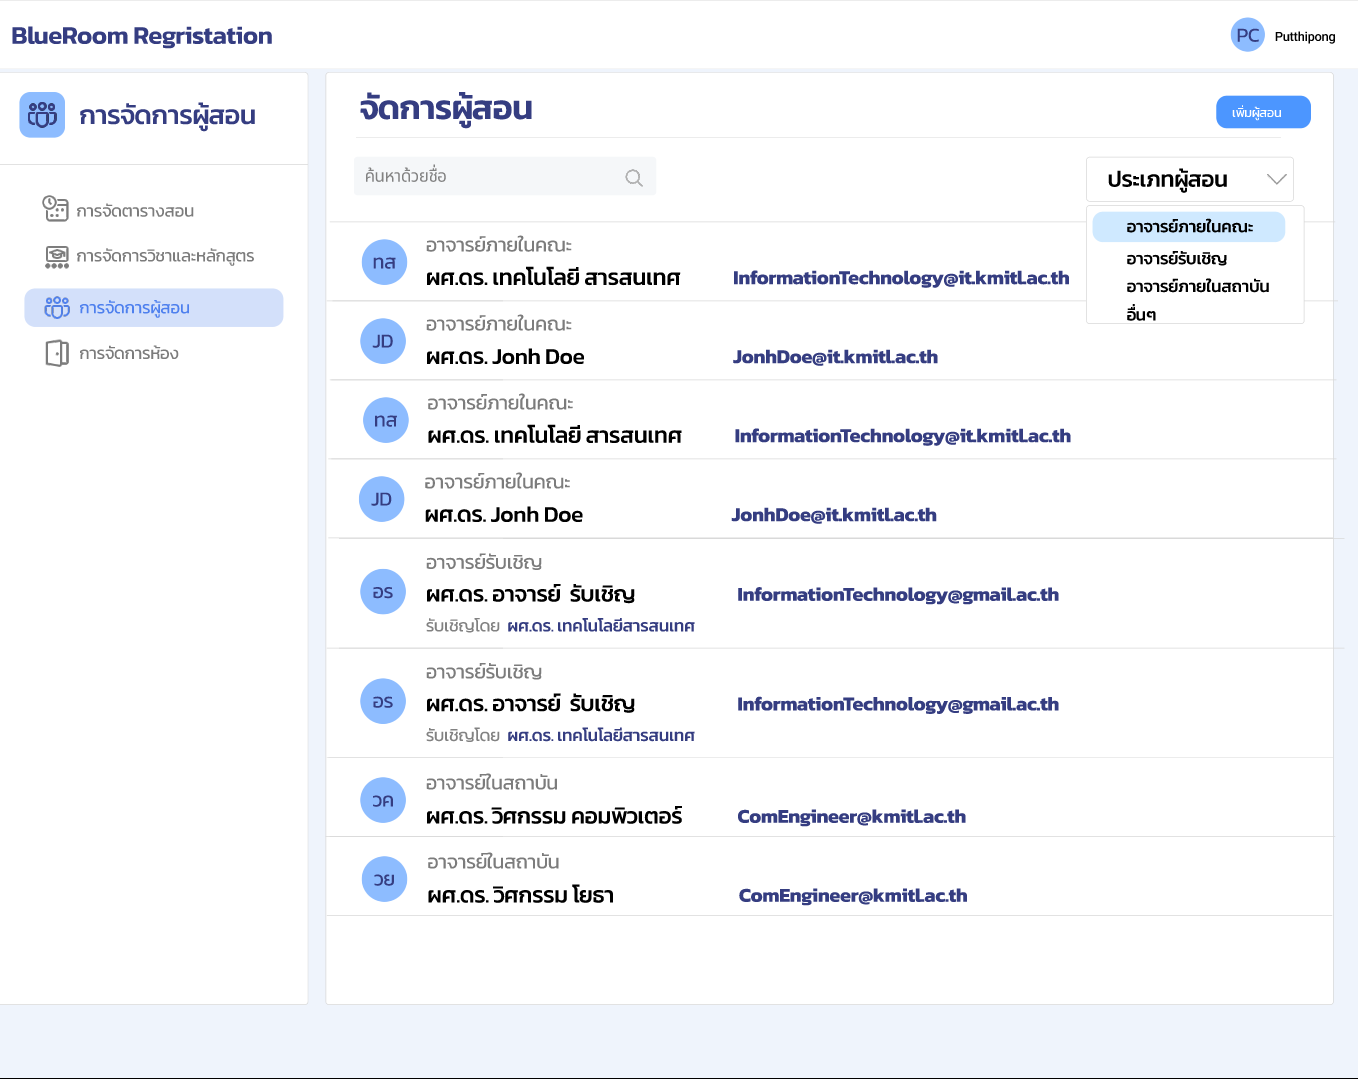 BlueRoom Regristation
PC Putthipong
การจัดการผู้สอน
การจัดตารางสอน
การจัดการวิชาและหลักสูตร
การจัดการผู้สอน
การจัดการห้อง
จัดการผู้สอน
เพิ่มผู้สอน
ค้นหาด้วยชื่อ
ประเภทผู้สอน
อาจารย์ภายในคณะ
อาจารย์รับเชิญ
อาจารย์ภายในสถาบัน
อื่นๆ
ทส
อาจารย์ภายในคณะ
ผศ.ดร. เทคโนโลยี สารสนเทศ InformationTechnology@it.kmitl.ac.th
JD
อาจารย์ภายในคณะ
ผศ.ดร. Jonh Doe JonhDoe@it.kmitl.ac.th
ทส
อาจารย์ภายในคณะ
ผศ.ดร. เทคโนโลยี สารสนเทศ InformationTechnology@it.kmitl.ac.th
JD
อาจารย์ภายในคณะ
ผศ.ดร. Jonh Doe JonhDoe@it.kmitl.ac.th
อร
อาจารย์รับเชิญ
ผศ.ดร. อาจารย์ รับเชิญ InformationTechnology@gmail.ac.th
รับเชิญโดย ผศ.ดร. เทคโนโลยีสารสนเทศ
อร
อาจารย์รับเชิญ
ผศ.ดร. อาจารย์ รับเชิญ InformationTechnology@gmail.ac.th
รับเชิญโดย ผศ.ดร. เทคโนโลยีสารสนเทศ
วค
อาจารย์ในสถาบัน
ผศ.ดร. วิศกรรม คอมพิวเตอร์ ComEngineer@kmitl.ac.th
วย
อาจารย์ในสถาบัน
ผศ.ดร. วิศกรรม โยธา ComEngineer@kmitl.ac.th